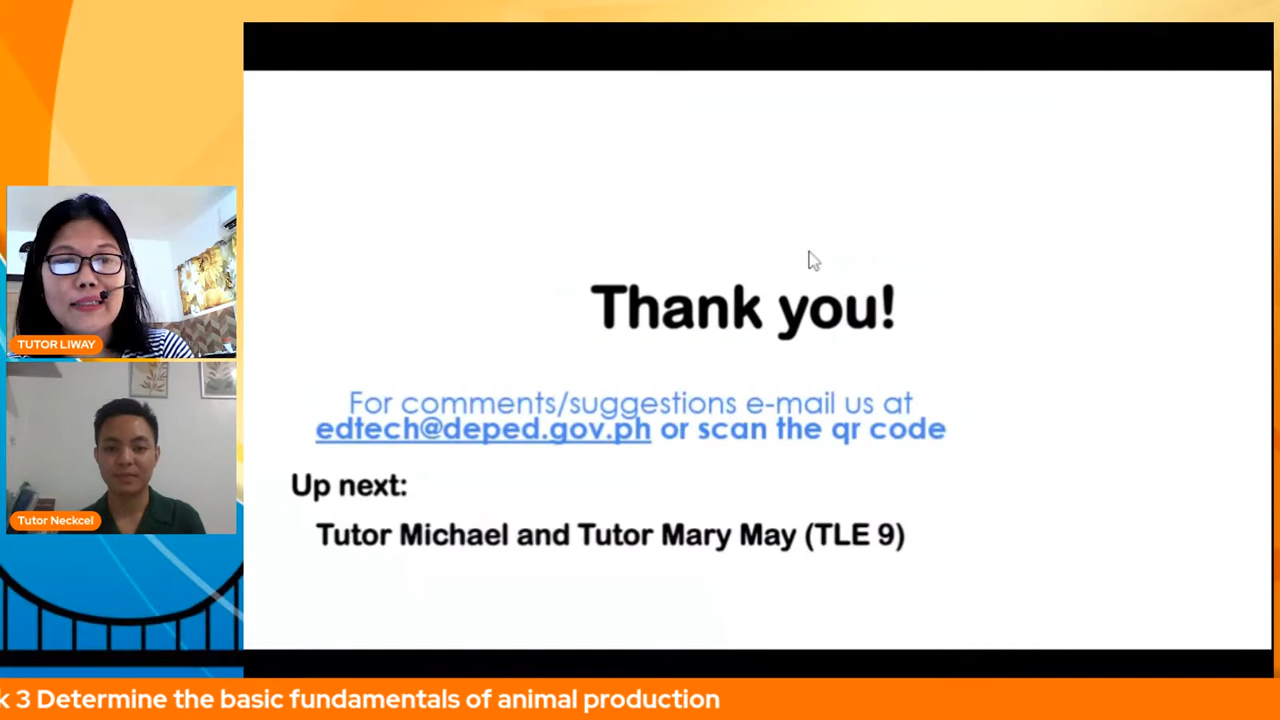 TUTOR LIWAY
Tutor Neckcel
Thank you!
For comments/suggestions e-mail us at
edtech@deped.gov.ph or scan the qr code
Up next:
Tutor Michael and Tutor Mary May (TLE 9)
k 3 Determine the basic fundamentals of animal production